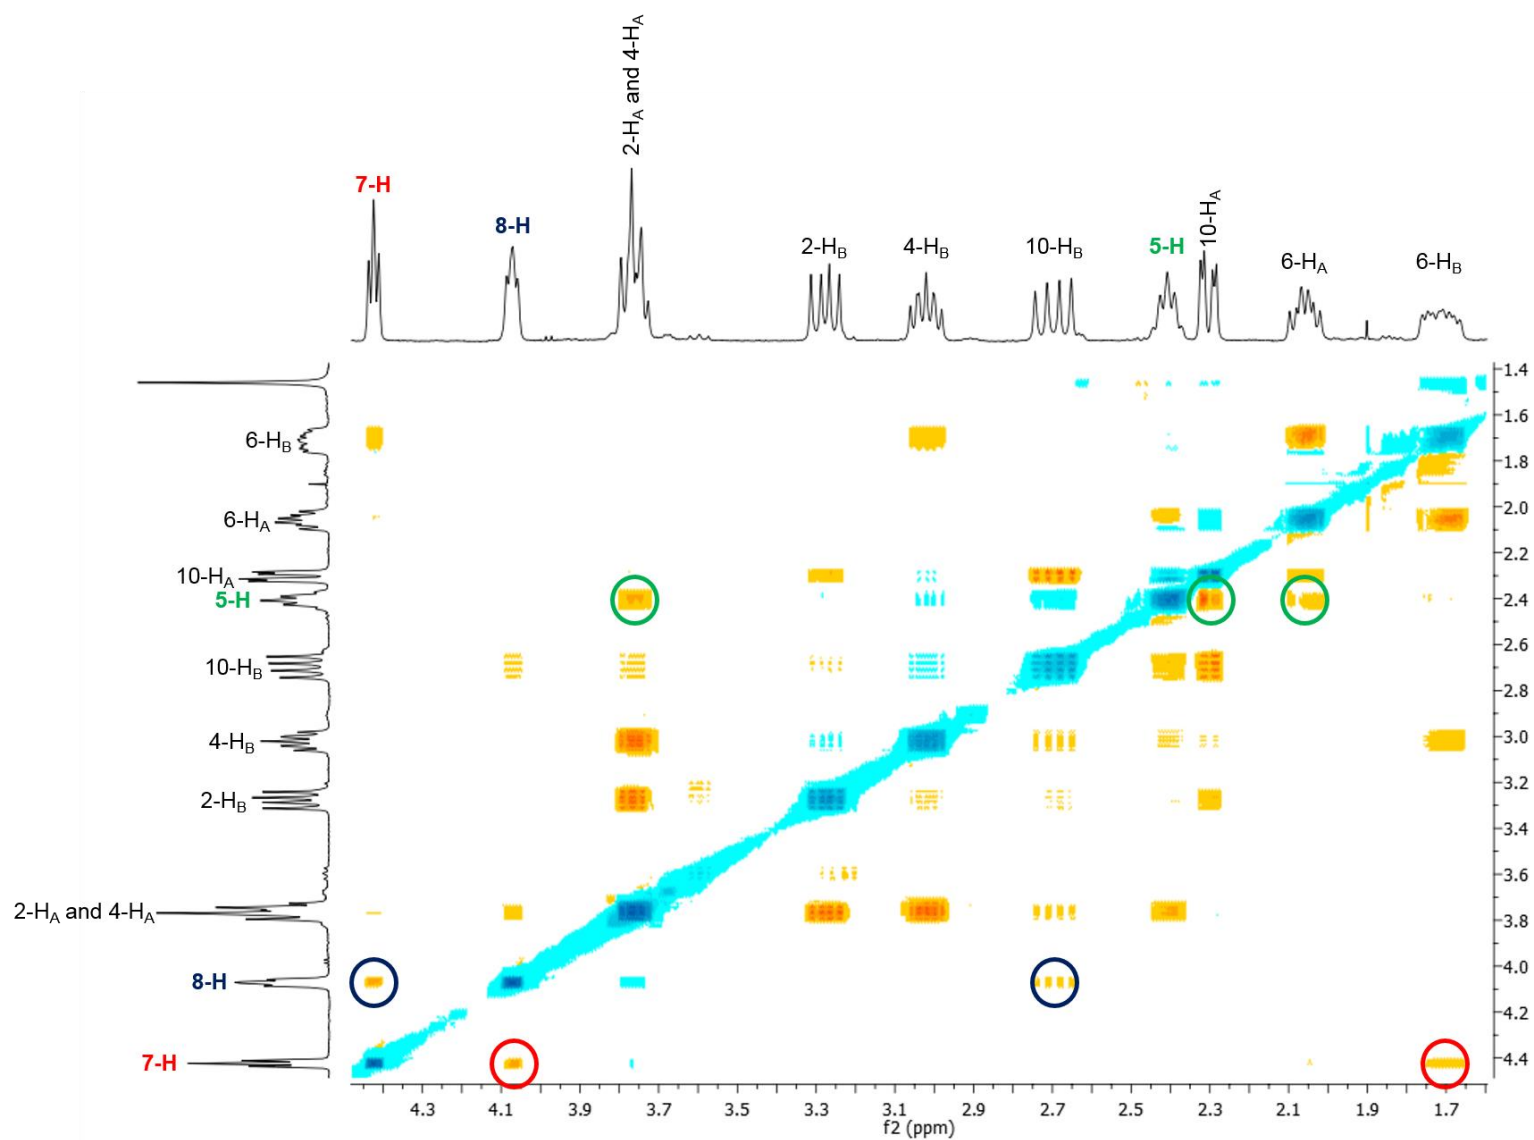 2-HA and 4-HA
7-H
8-H
2-HB
4-HB
10-HB
5-H
10-HA
6-HA
6-HB
6-HB
6-HA
10-HA
5-H
10-HB
4-HB
2-HB
2-HA and 4-HA
8-H
7-H
1.4
1.6
1.8
2.0
2.2
2.4
2.6
2.8
3.0
3.2
3.4
3.6
3.8
4.0
4.2
4.4
4.3 4.1 3.9 3.7 3.5 3.3 3.1 2.9 2.7 2.5 2.3 2.1 1.9 1.7
f2 (ppm)